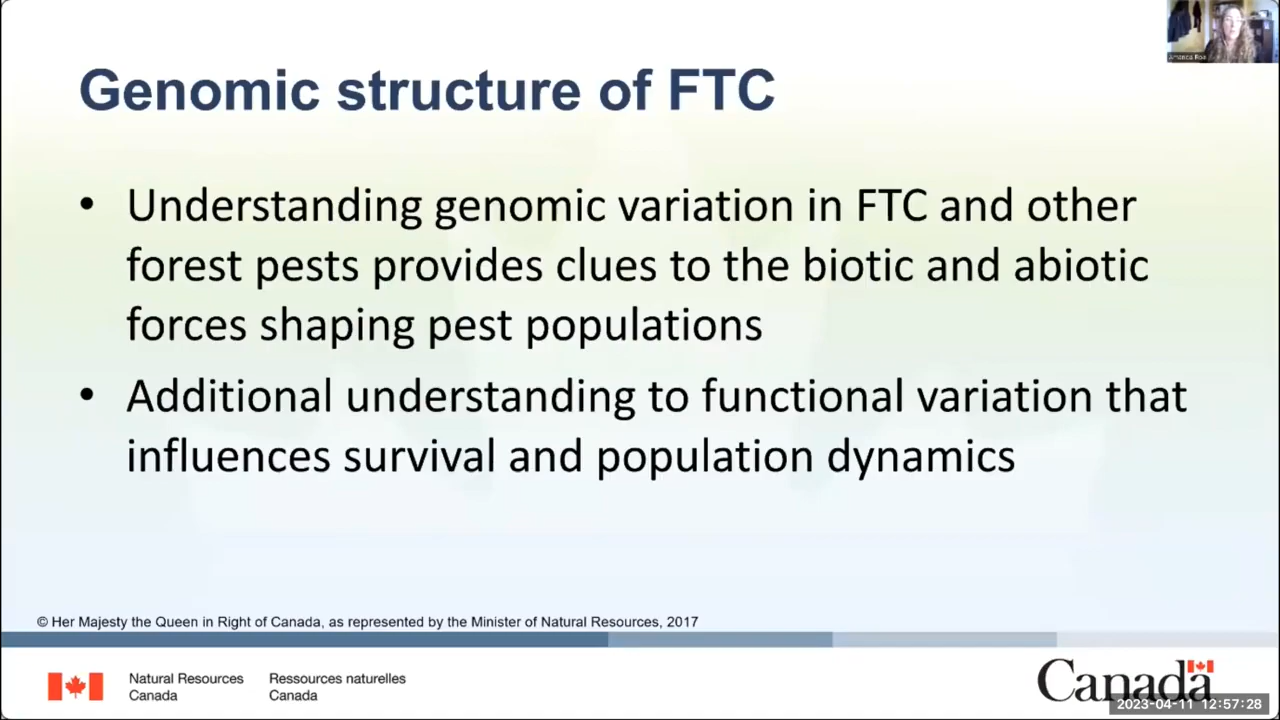 Amanda Roe
Genomic structure of FTC
• Understanding genomic variation in FTC and other
forest pests provides clues to the biotic and abiotic
forces shaping pest populations
• Additional understanding to functional variation that
influences survival and population dynamics
© Her Majesty the Queen in Right of Canada, as represented by the Minister of Natural Resources, 2017
Natural Resources
Canada
Ressources naturelles
Canada
Canada
2023-04-11 12:57:28